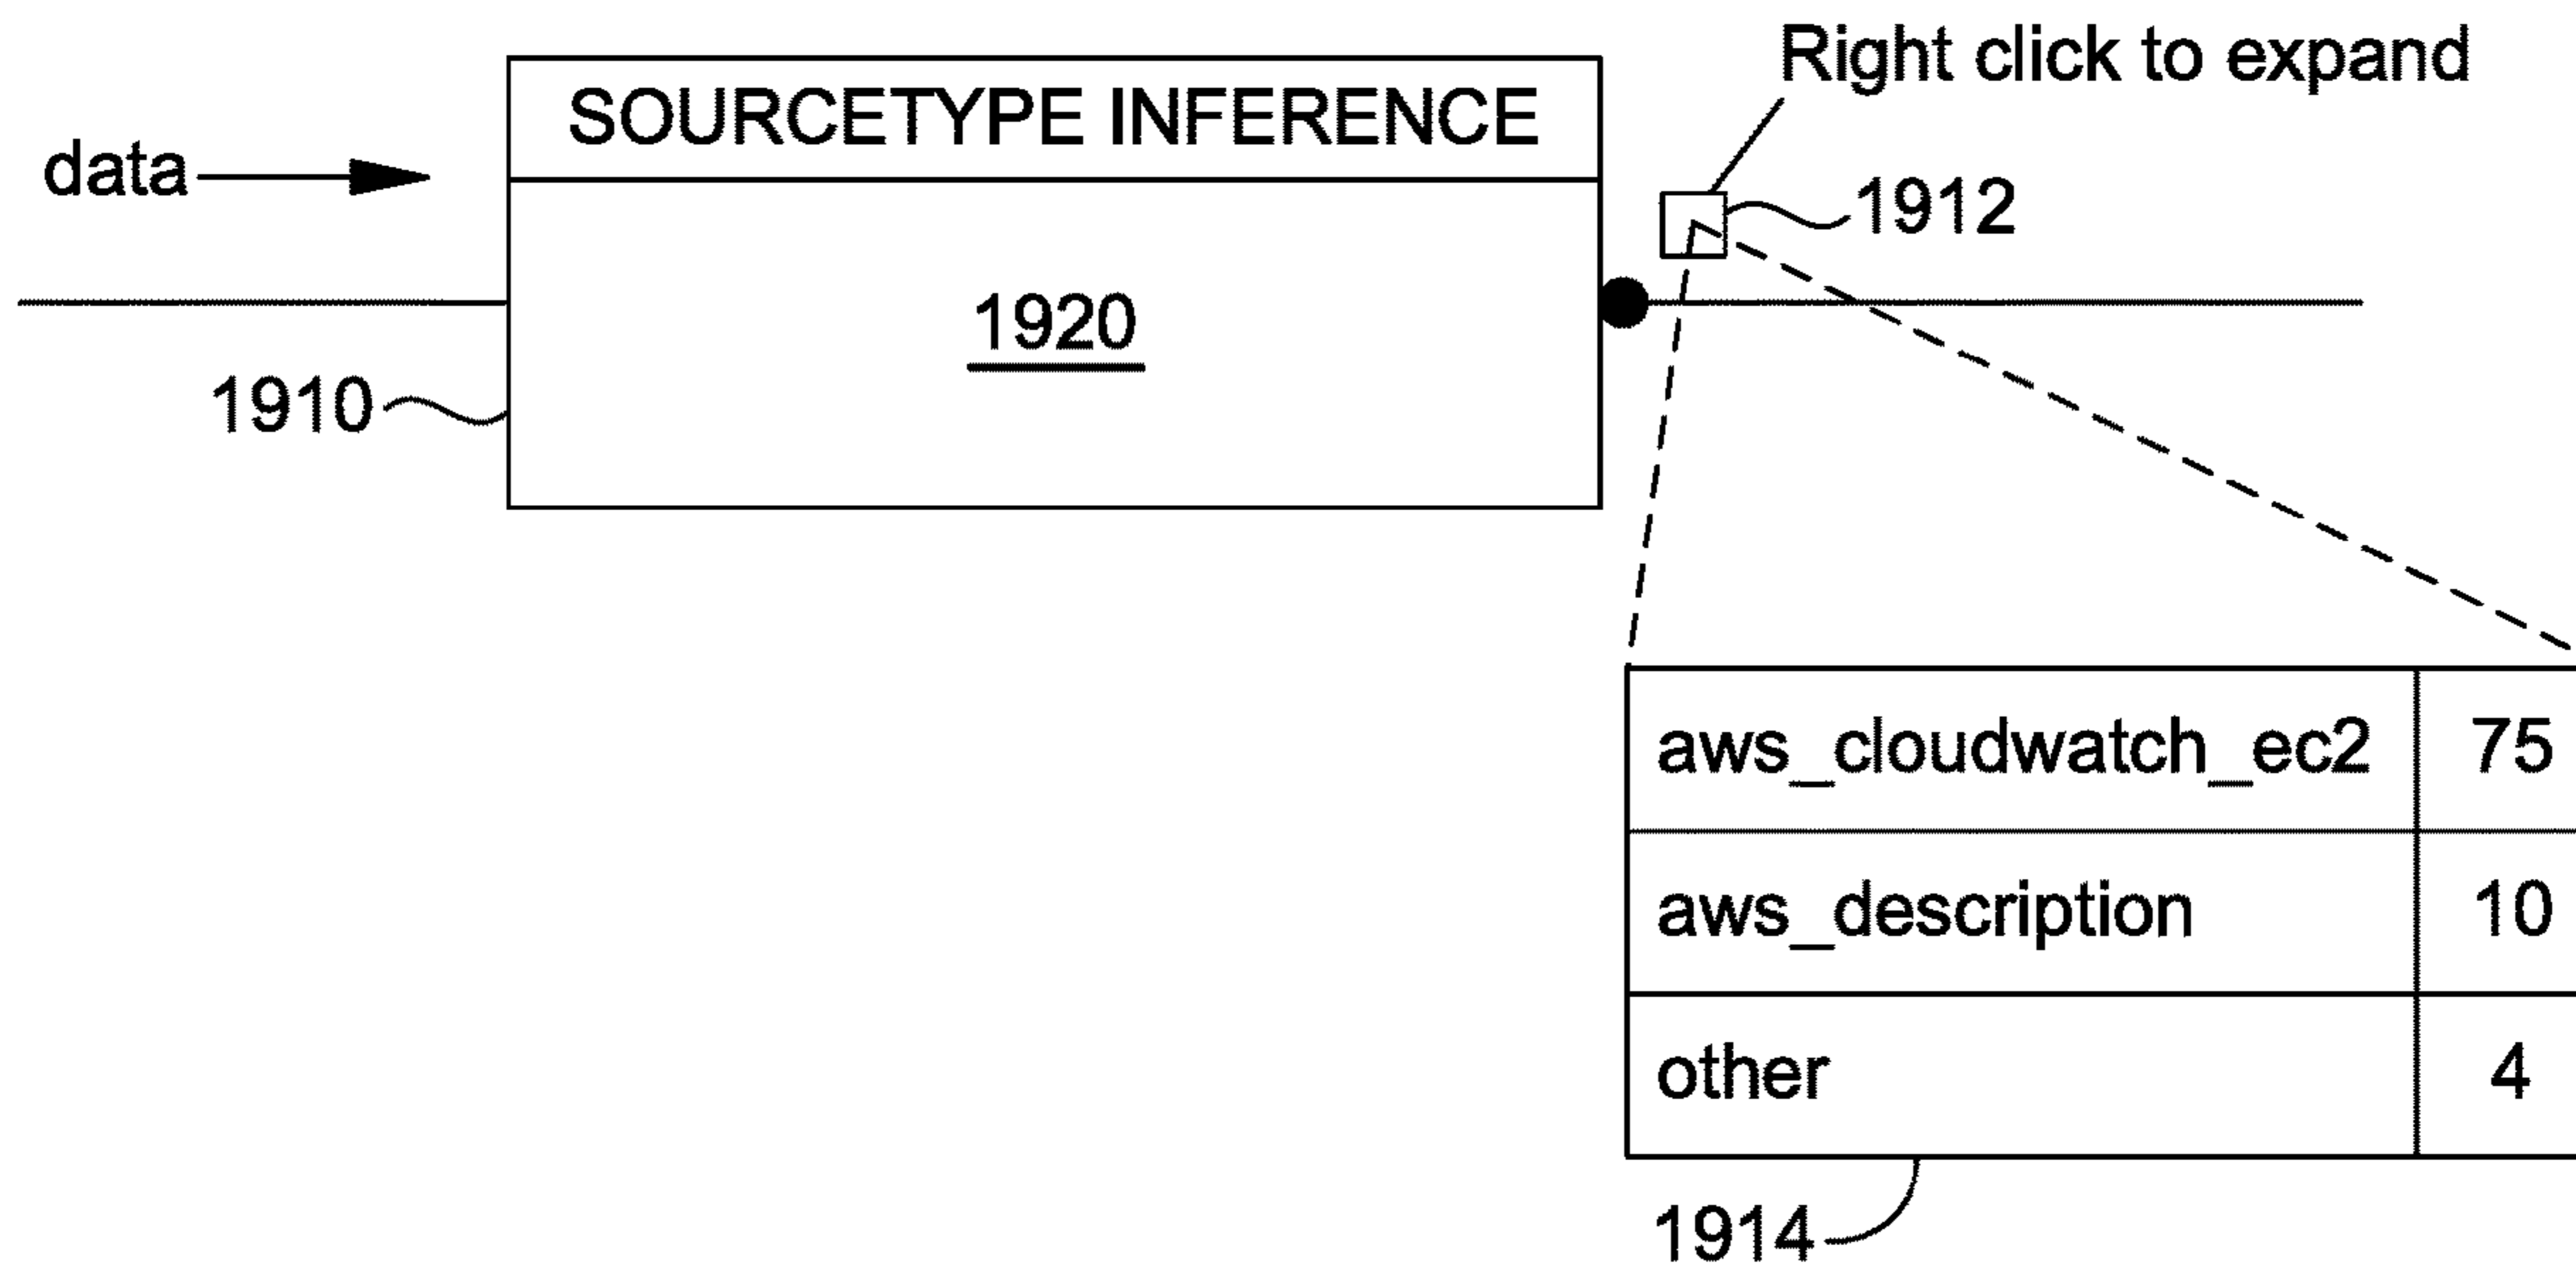 Right click to expand
SOURCETYPE INFERENCE
data
1912
1920
1910
aws_cloudwatch_ec2 75
aws_description 10
other 4
1914